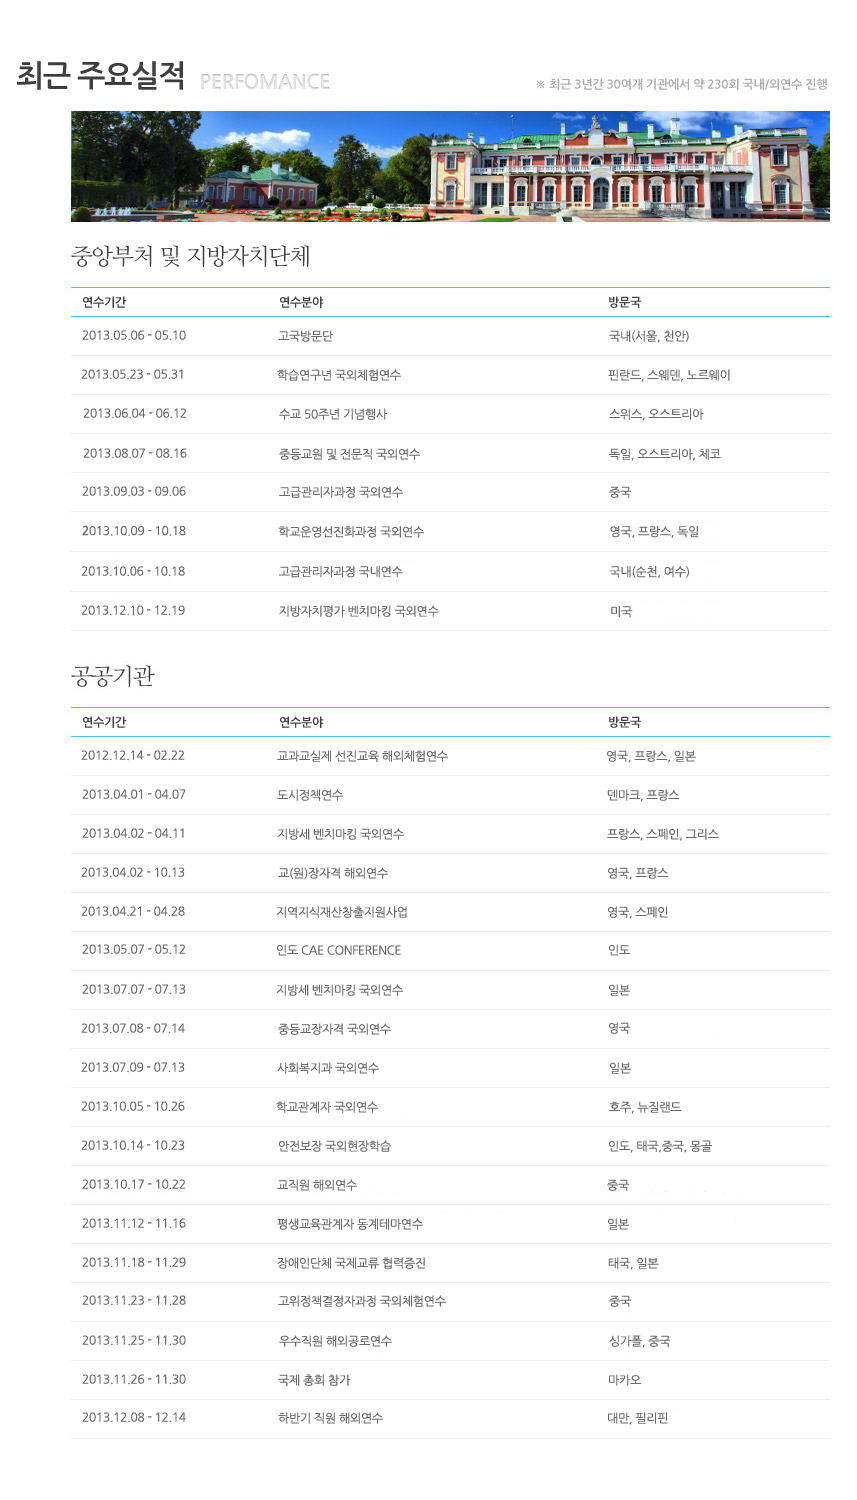 최근 주요실적 PERFOMANCE ※ 최근 3년간 30여개 기관에서 약 230회 국내/외연수 진행
중앙부처 및 지방자치단체
연수기간 연수분야 방문국
2013.05.06 - 05.10 고국방문단 국내(서울, 천안)
2013.05.23 - 05.31 학습연구년 국외체험연수 핀란드, 스웨덴, 노르웨이
2013.06.04 - 06.12 수교 50주년 기념행사 스위스, 오스트리아
2013.08.07 - 08.16 중등교원 및 전문직 국외연수 독일, 오스트리아, 체코
2013.09.03 - 09.06 고급관리자과정 국외연수 중국
2013.10.09 - 10.18 학교운영선진화과정 국외연수 영국, 프랑스, 독일
2013.10.06 - 10.18 고급관리자과정 국내연수 국내(순천, 여수)
2013.12.10 - 12.19 지방자치평가 벤치마킹 국외연수 미국
공공기관
연수기간 연수분야 방문국
2012.12.14 - 02.22 교과교실제 선진교육 해외체험연수 영국, 프랑스, 일본
2013.04.01 - 04.07 도시정책연수 덴마크, 프랑스
2013.04.02 - 04.11 지방세 벤치마킹 국외연수 프랑스, 스페인, 그리스
2013.04.02 - 10.13 교(원)장자격 해외연수 영국, 프랑스
2013.04.21 - 04.28 지역지식재산창출지원사업 영국, 스페인
2013.05.07 - 05.12 인도 CAE CONFERENCE 인도
2013.07.07 - 07.13 지방세 벤치마킹 국외연수 일본
2013.07.08 - 07.14 중등교장자격 국외연수 영국
2013.07.09 - 07.13 사회복지과 국외연수 일본
2013.10.05 - 10.26 학교관계자 국외연수 호주, 뉴질랜드
2013.10.14 - 10.23 안전보장 국외현장학습 인도, 태국,중국, 몽골
2013.10.17 - 10.22 교직원 해외연수 중국
2013.11.12 - 11.16 평생교육관계자 동계테마연수 일본
2013.11.18 - 11.29 장애인단체 국제교류 협력증진 태국, 일본
2013.11.23 - 11.28 고위정책결정자과정 국외체험연수 중국
2013.11.25 - 11.30 우수직원 해외공로연수 싱가폴, 중국
2013.11.26 - 11.30 국제 총회 참가 마카오
2013.12.08 - 12.14 하반기 직원 해외연수 대만, 필리핀